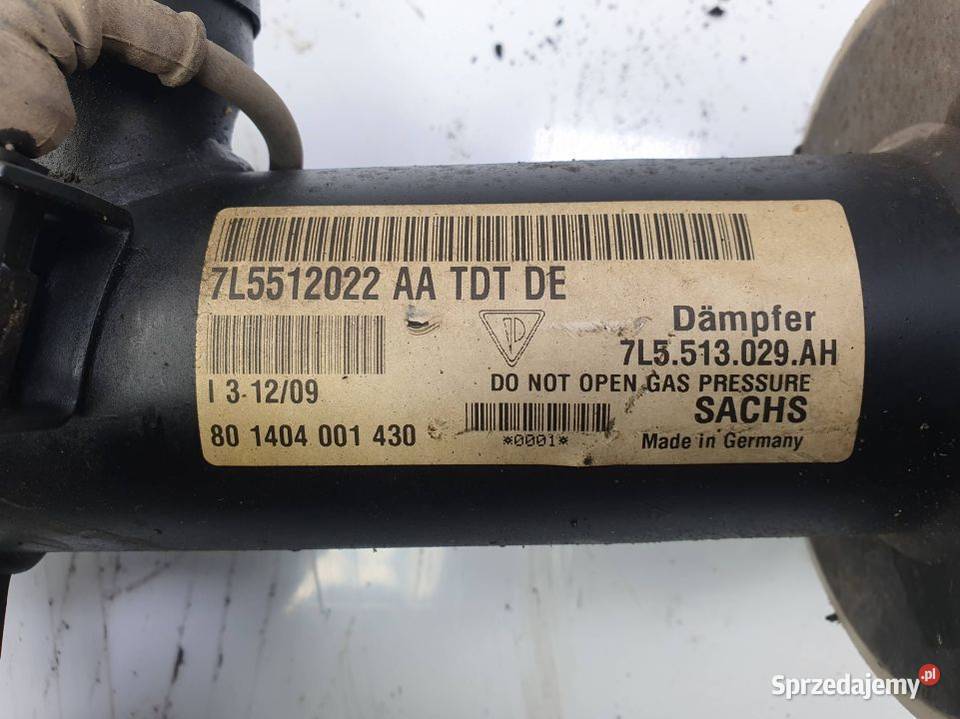 7L5512022 AA TDT DE
Dämpfer
7L5.513.029.AH
DO NOT OPEN GAS PRESSURE
I 3-12/09
SACHS
80 1404 001 430
*0001*
Made in Germany
Sprzedajemy.pl